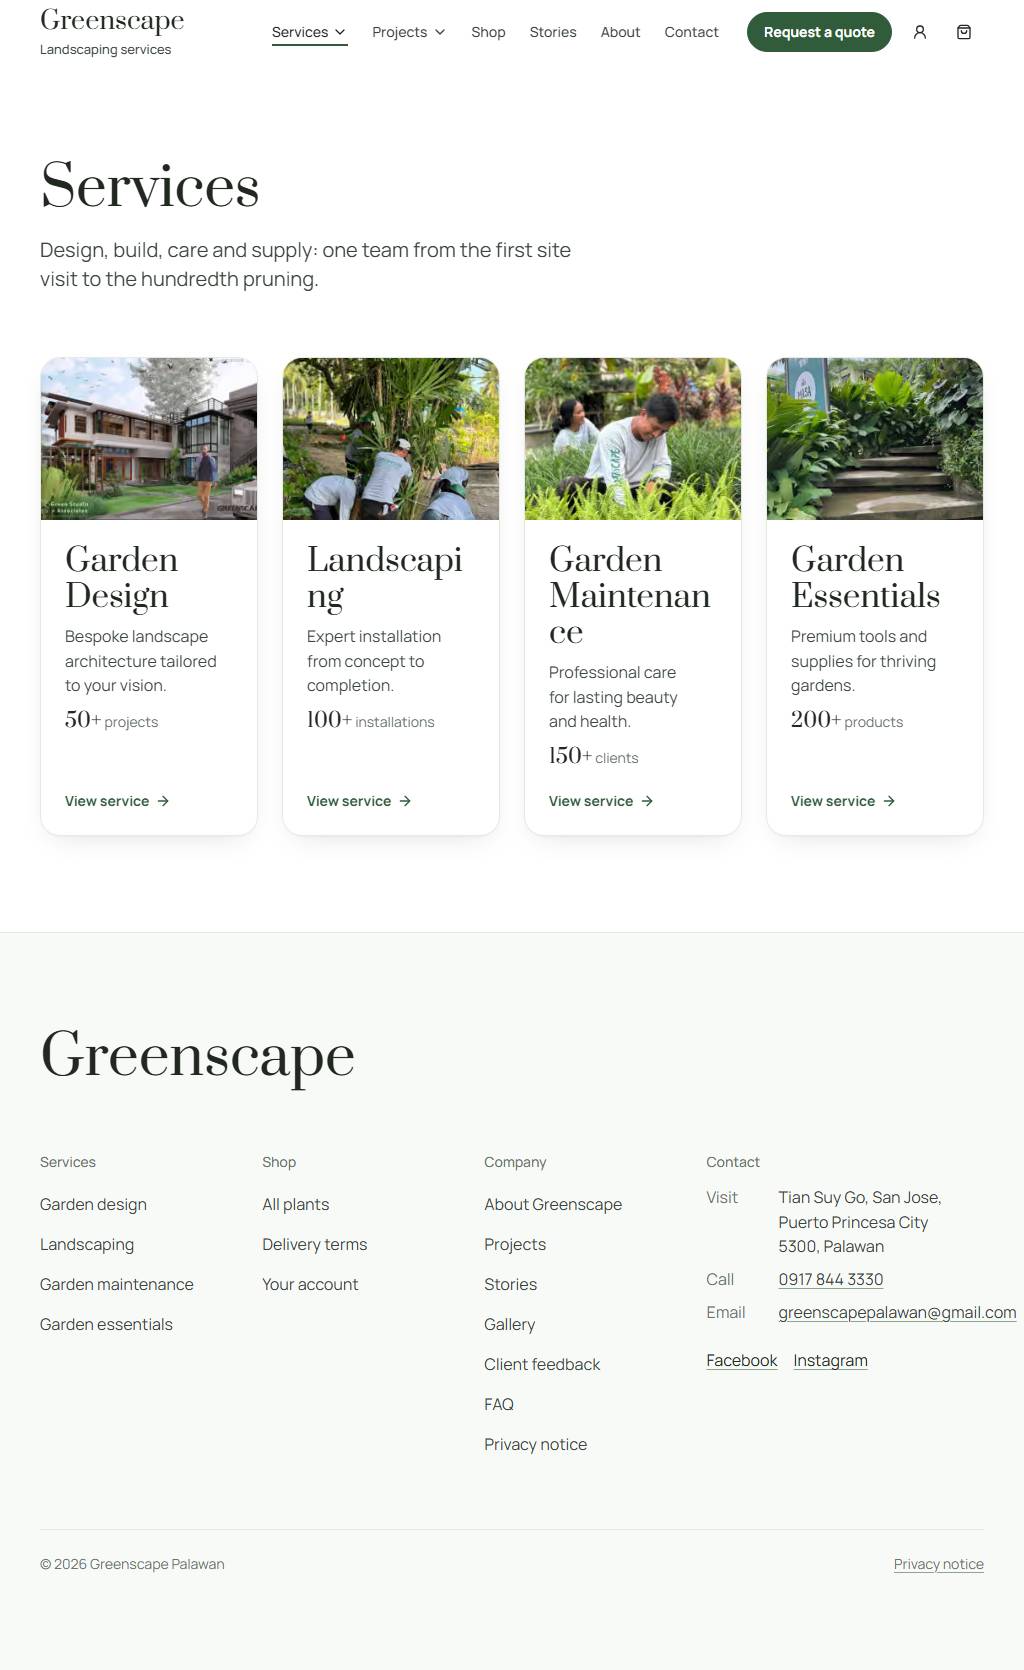 Greenscape
Landscaping services
Services
Projects
Shop
Stories
About
Contact
Request a quote
Services
Design, build, care and supply: one team from the first site
visit to the hundredth pruning.
Garden
Design
Bespoke landscape
architecture tailored
to your vision.
50+ projects
View service
Landscapi
ng
Expert installation
from concept to
completion.
100+ installations
View service
Garden
Maintenan
ce
Professional care
for lasting beauty
and health.
150+ clients
View service
Garden
Essentials
Premium tools and
supplies for thriving
gardens.
200+ products
View service
Greenscape
Services
Garden design
Landscaping
Garden maintenance
Garden essentials
Shop
All plants
Delivery terms
Your account
Company
About Greenscape
Projects
Stories
Gallery
Client feedback
FAQ
Privacy notice
Contact
Visit
Tian Suy Go, San Jose,
Puerto Princesa City
5300, Palawan
Call
0917 844 3330
Email
greenscapepalawan@gmail.com
Facebook
Instagram
© 2026 Greenscape Palawan
Privacy notice